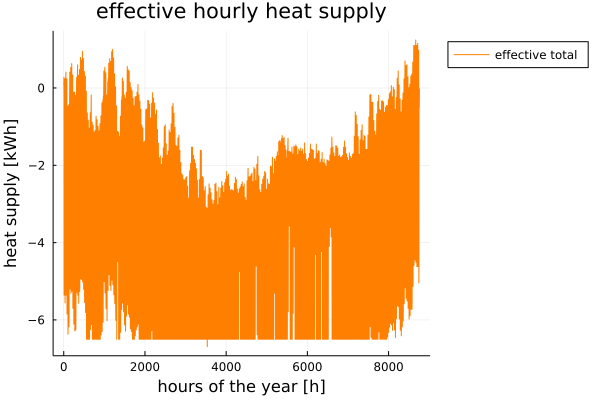 effective hourly heat supply
effective total
heat supply [kWh]
0
−2
−4
−6
0
2000
4000
6000
8000
hours of the year [h]